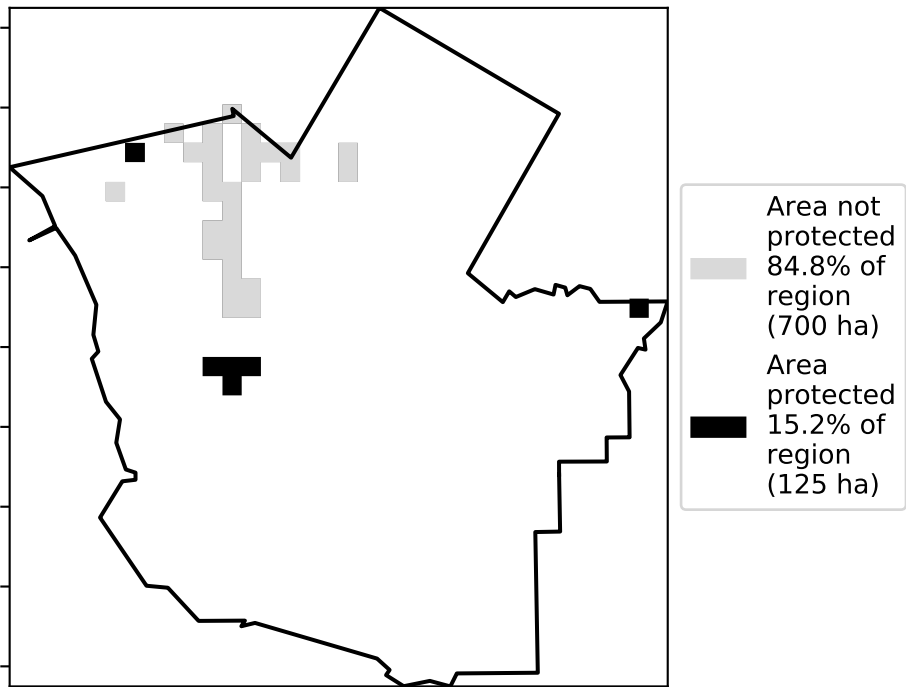 Area not
protected
84.8% of
region
(700 ha)
Area
protected
15.2% of
region
(125 ha)